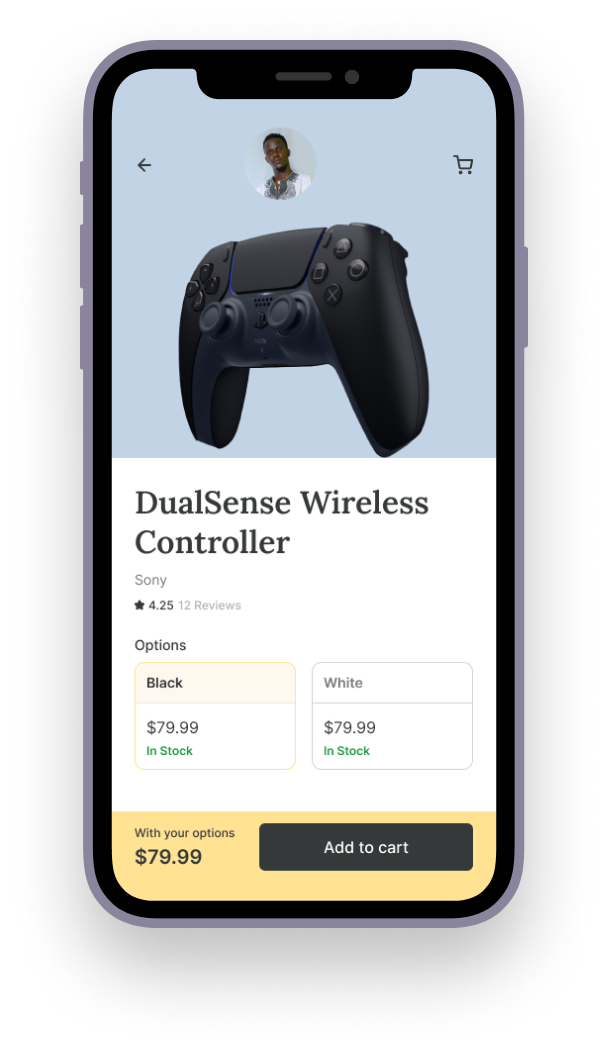 DualSense Wireless
Controller
Sony
4.25 12 Reviews
Options
Black
White
$79.99
$79.99
In Stock
In Stock
With your options
$79.99
Add to cart